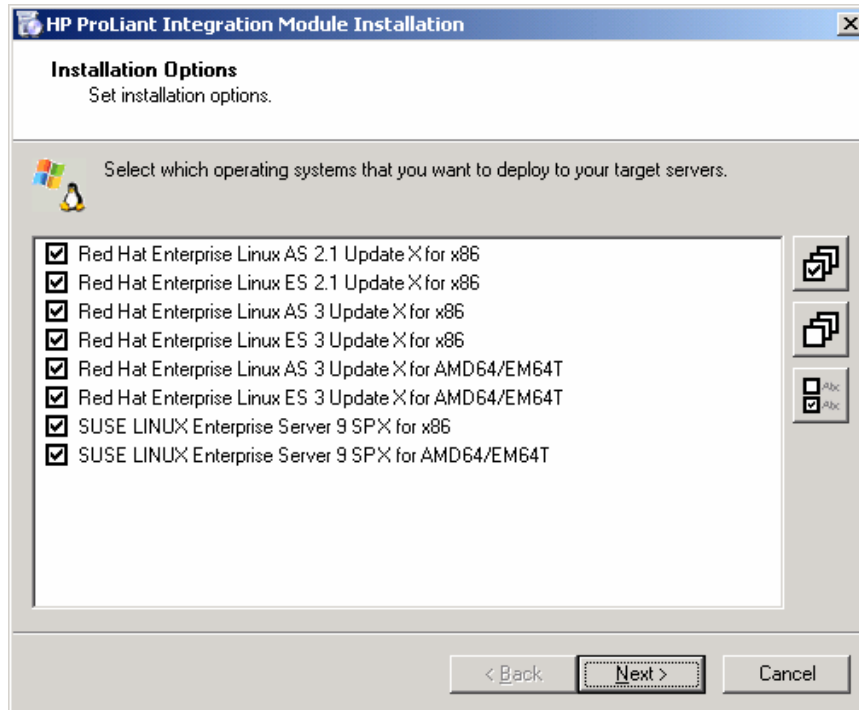 HP ProLiant Integration Module Installation
Installation Options
Set installation options.
Select which operating systems that you want to deploy to your target servers.
Red Hat Enterprise Linux AS 2.1 Update X for x86
Red Hat Enterprise Linux ES 2.1 Update X for x86
Red Hat Enterprise Linux AS 3 Update X for x86
Red Hat Enterprise Linux ES 3 Update X for x86
Red Hat Enterprise Linux AS 3 Update X for AMD64/EM64T
Red Hat Enterprise Linux ES 3 Update X for AMD64/EM64T
SUSE LINUX Enterprise Server 9 SPX for x86
SUSE LINUX Enterprise Server 9 SPX for AMD64/EM64T
Abc
Abc
< Back
Next >
Cancel